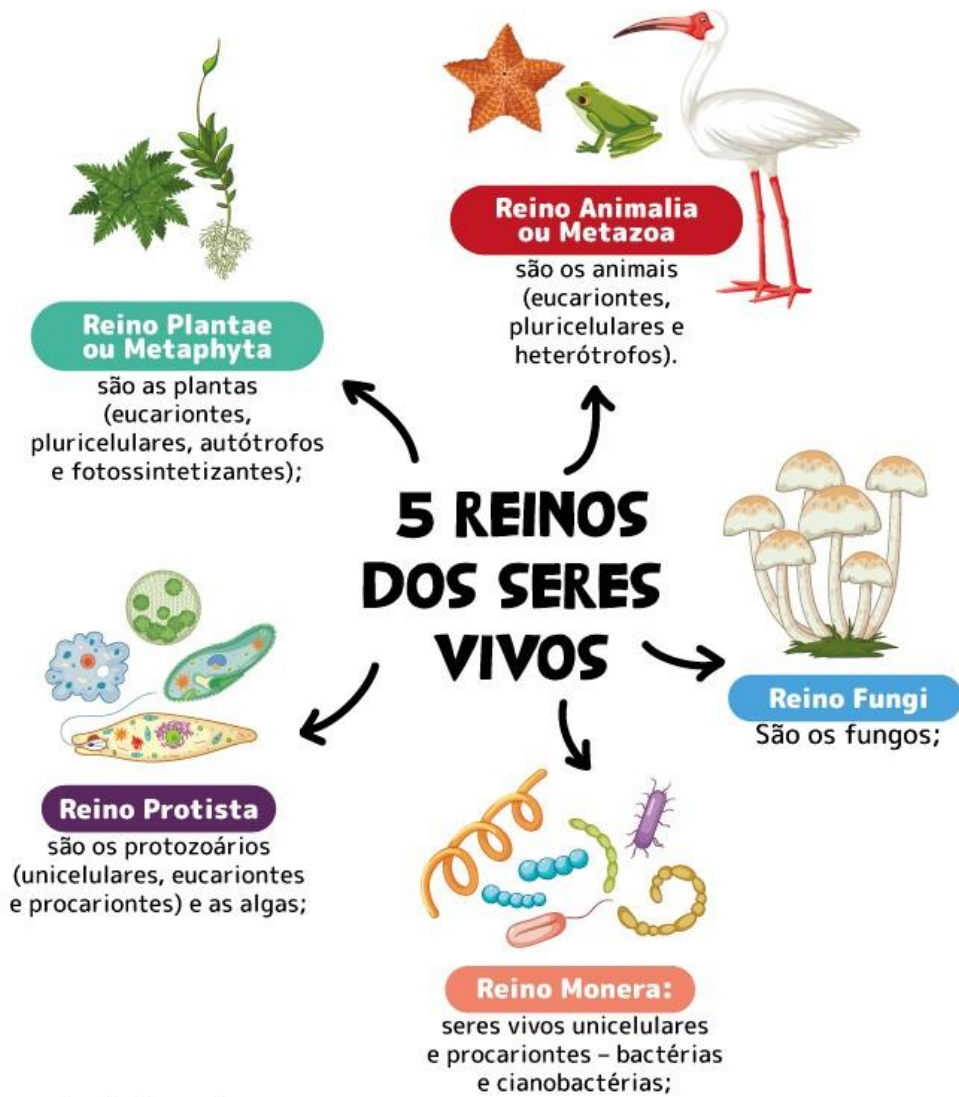 Reino Plantae
ou Metaphyta
são as plantas
(eucariontes,
pluricelulares, autótrofos
e fotossintetizantes);
Reino Animalia
ou Metazoa
são os animais
(eucariontes,
pluricelulares e
heterótrofos).
5 REINOS
DOS SERES
VIVOS
Reino Fungi
São os fungos;
Reino Protista
são os protozoários
(unicelulares, eucariontes
e procariontes) e as algas;
Reino Monera:
seres vivos unicelulares
e procariontes – bactérias
e cianobactérias;